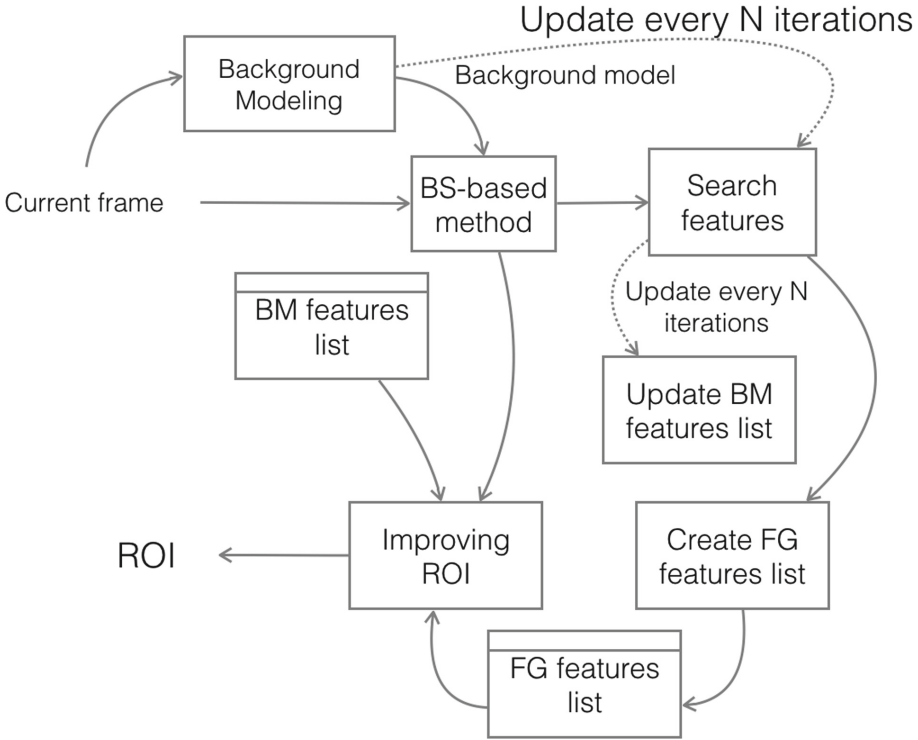 Update every N iterations
Background
Modeling
Background model
Current frame
BS-based
method
Search
features
BM features
list
Update every N
iterations
Update BM
features list
ROI
Improving
ROI
Create FG
features list
FG features
list